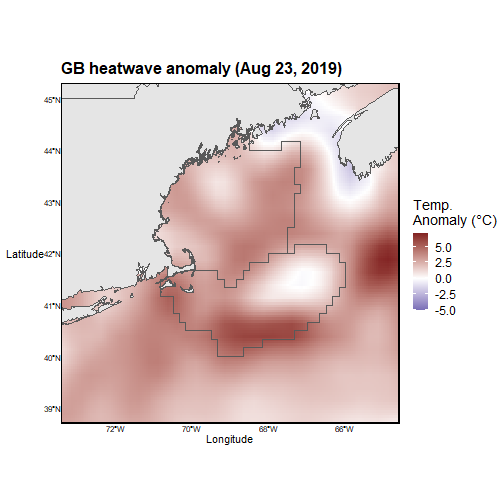 GB heatwave anomaly (Aug 23, 2019)
45°N
44°N
43°N
Latitude
42°N
41°N
40°N
39°N
72°W
70°W
68°W
66°W
Longitude
Temp.
Anomaly (°C)
5.0
2.5
0.0
-2.5
-5.0